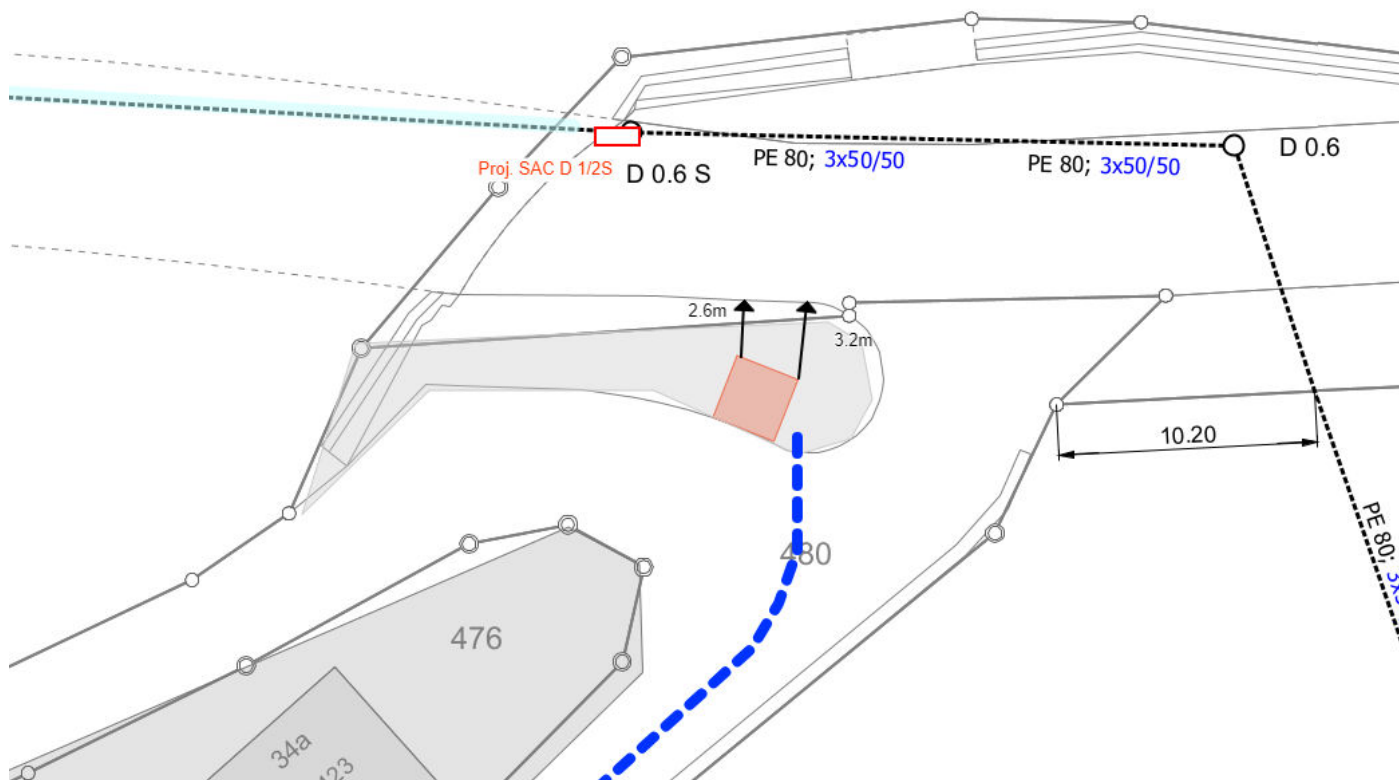 D 0.6
PE 80; 3x50/50
PE 80; 3x50/50
Proj. SAC D 1/2S
D 0.6 S
2.6m
3.2m
10.20
PE 80;
480
476
34a
423